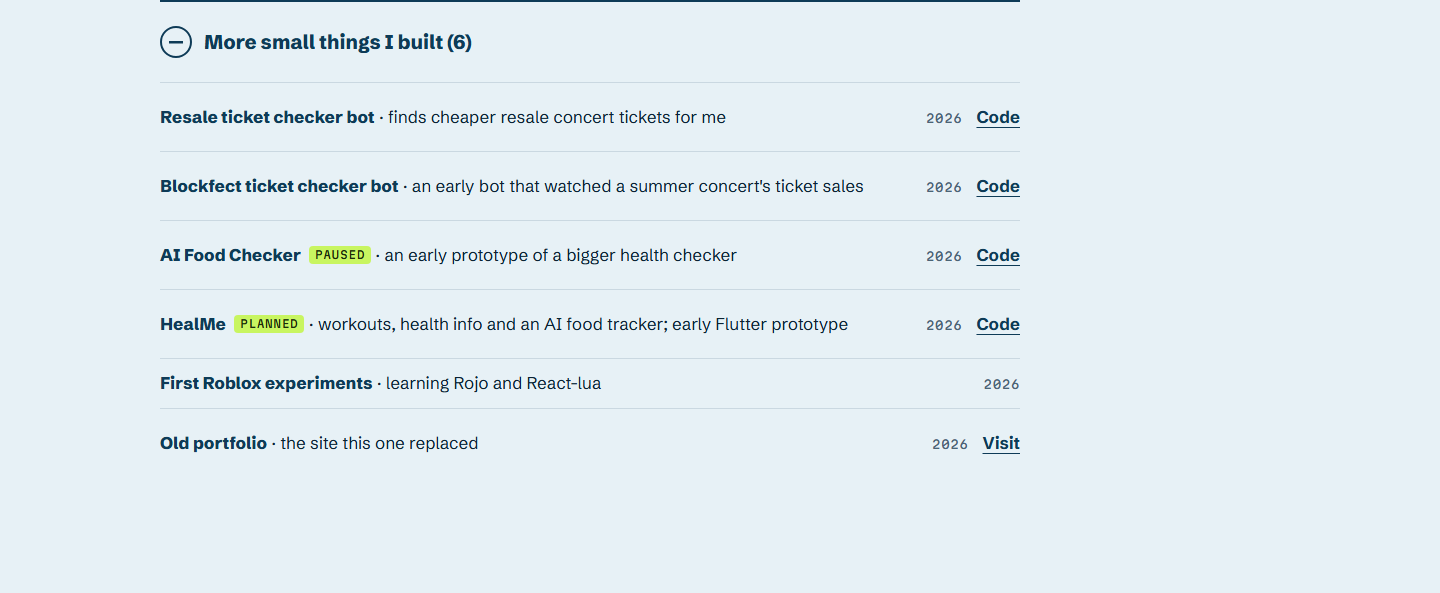 More small things I built (6)
Resale ticket checker bot · finds cheaper resale concert tickets for me 2026 Code
Blockfect ticket checker bot · an early bot that watched a summer concert's ticket sales 2026 Code
AI Food Checker PAUSED · an early prototype of a bigger health checker 2026 Code
HealMe PLANNED · workouts, health info and an AI food tracker; early Flutter prototype 2026 Code
First Roblox experiments · learning Rojo and React-lua 2026
Old portfolio · the site this one replaced 2026 Visit